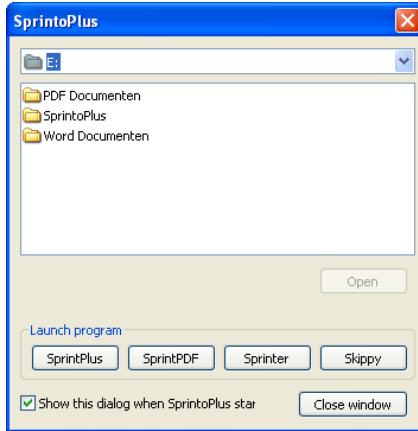 SprintoPlus
E:
PDF Documenten
SprintoPlus
Word Documenten
Open
Launch program
SprintPlus SprintPDF Sprinter Skippy
Show this dialog when SprintoPlus star Close window